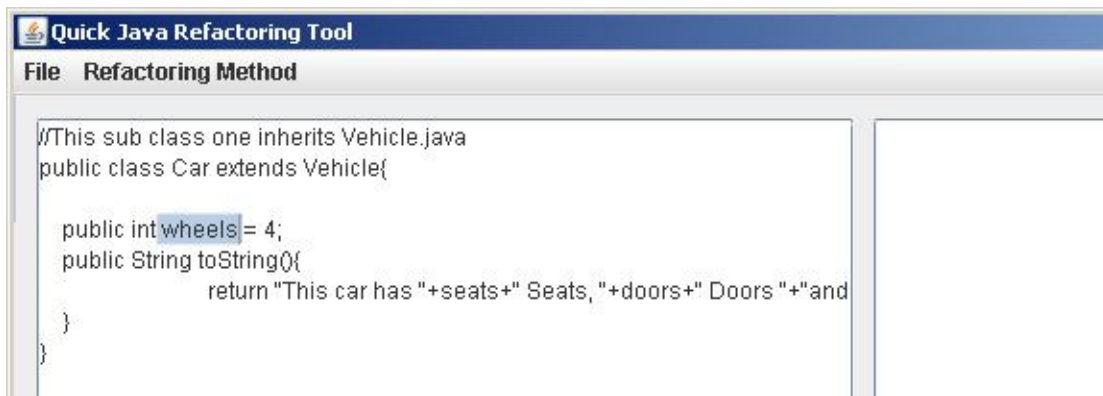 Quick Java Refactoring Tool
File Refactoring Method
//This sub class one inherits Vehicle.java
public class Car extends Vehicle{
public int wheels = 4;
public String toString(){
return "This car has "+seats+" Seats, "+doors+" Doors "+"and
}
}